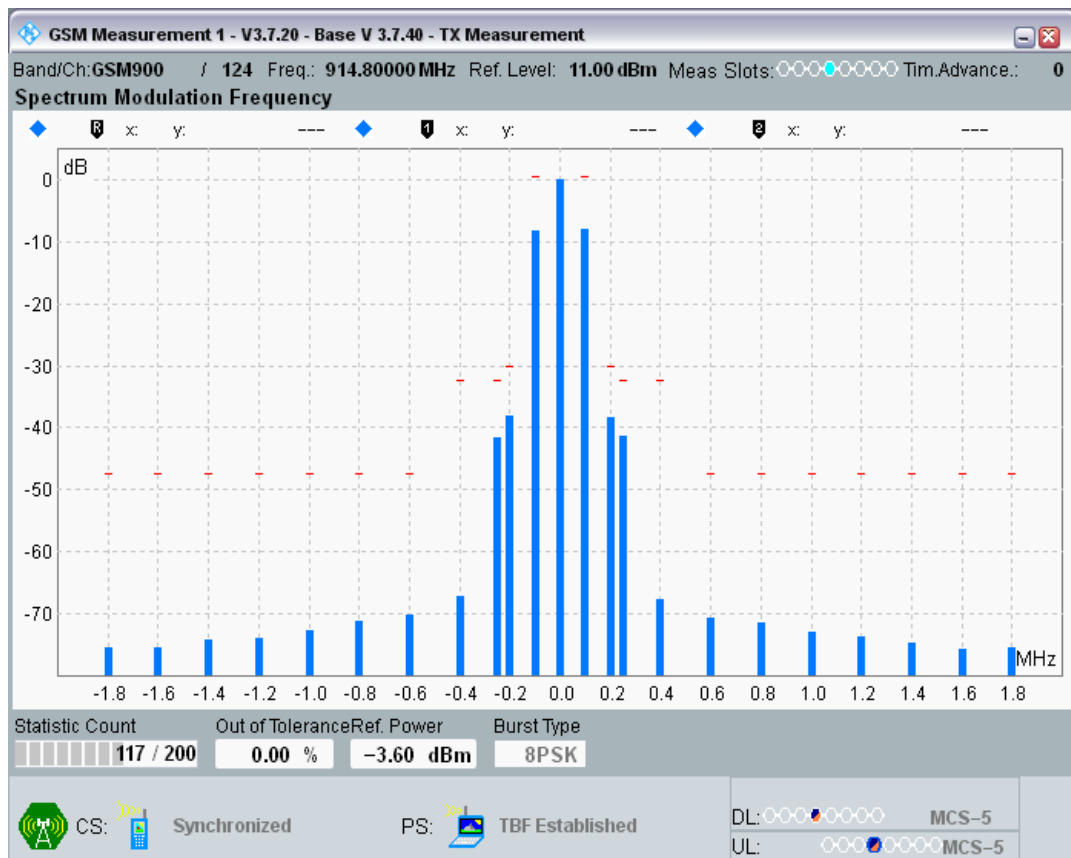 GSM Measurement 1 - V3.7.20 - Base V 3.7.40 - TX Measurement
Band/Ch:GSM900 / 124 Freq.: 914.80000 MHz Ref. Level: 11.00 dBm Meas Slots: Tim.Advance.: 0
Spectrum Modulation Frequency
R x: y: --- 1 x: y: --- 2 x: y: ---
dB
0
-10
-20
-30
-40
-50
-60
-70
MHz
-1.8 -1.6 -1.4 -1.2 -1.0 -0.8 -0.6 -0.4 -0.2 0.0 0.2 0.4 0.6 0.8 1.0 1.2 1.4 1.6 1.8
Statistic Count Out of Tolerance Ref. Power Burst Type
117 / 200 0.00 % −3.60 dBm 8PSK
CS: Synchronized PS: TBF Established
DL: MCS−5
UL: MCS−5